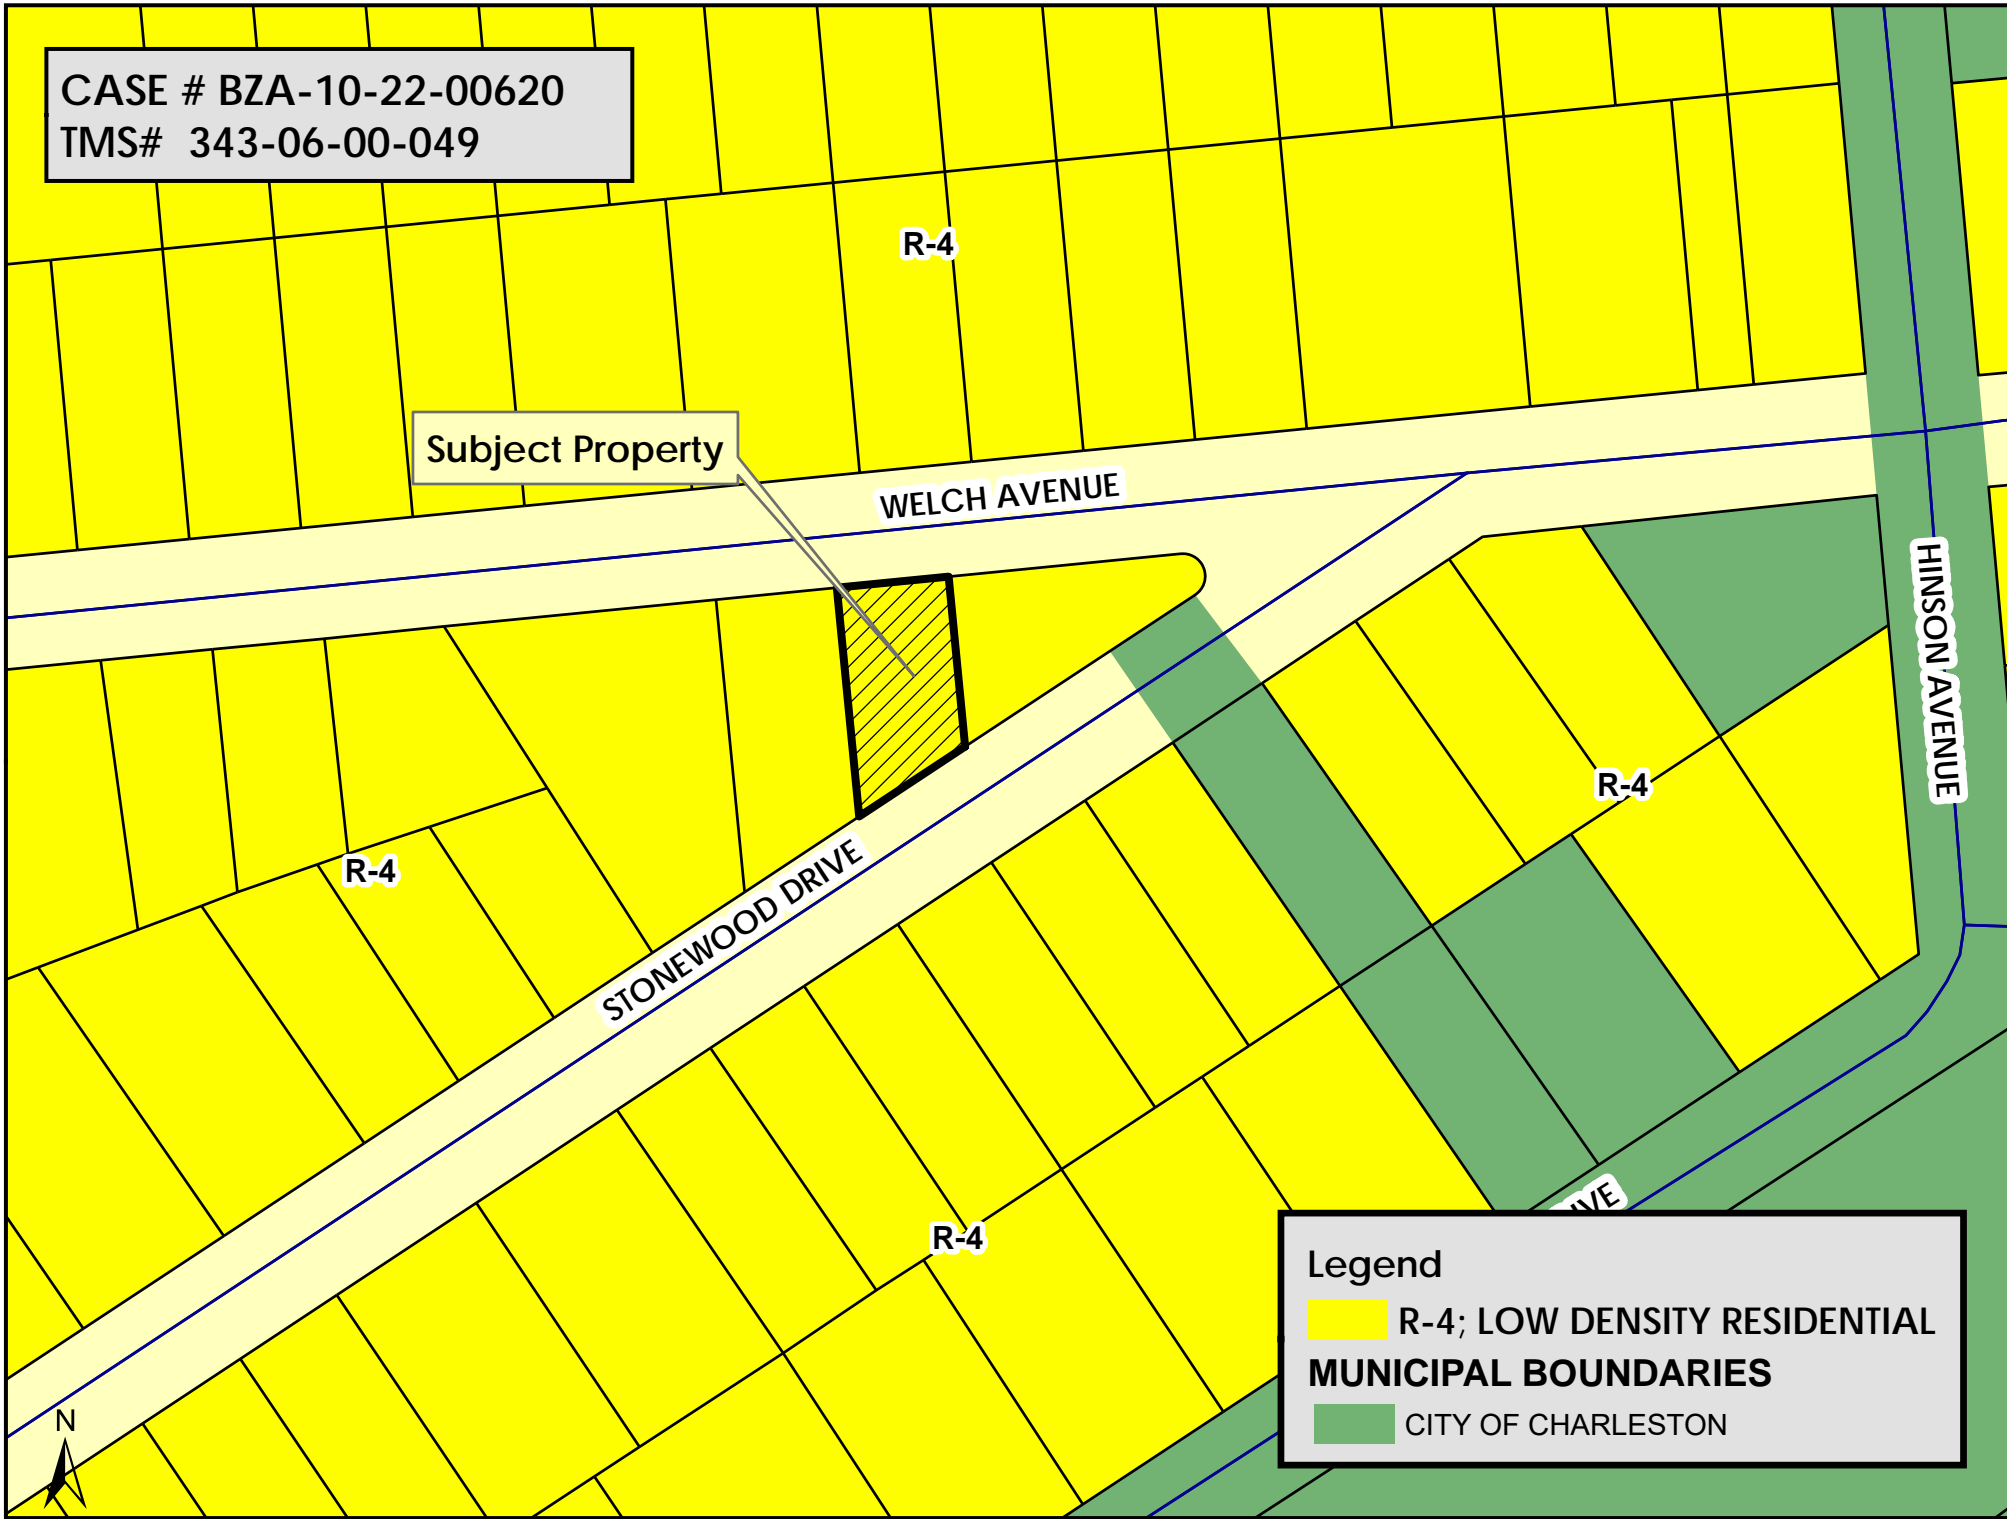 CASE # BZA-10-22-00620
TMS# 343-06-00-049
R-4
Subject Property
WELCH AVENUE
HINSON AVENUE
R-4
R-4
STONEWOOD DRIVE
R-4
Legend
R-4; LOW DENSITY RESIDENTIAL
MUNICIPAL BOUNDARIES
CITY OF CHARLESTON
N